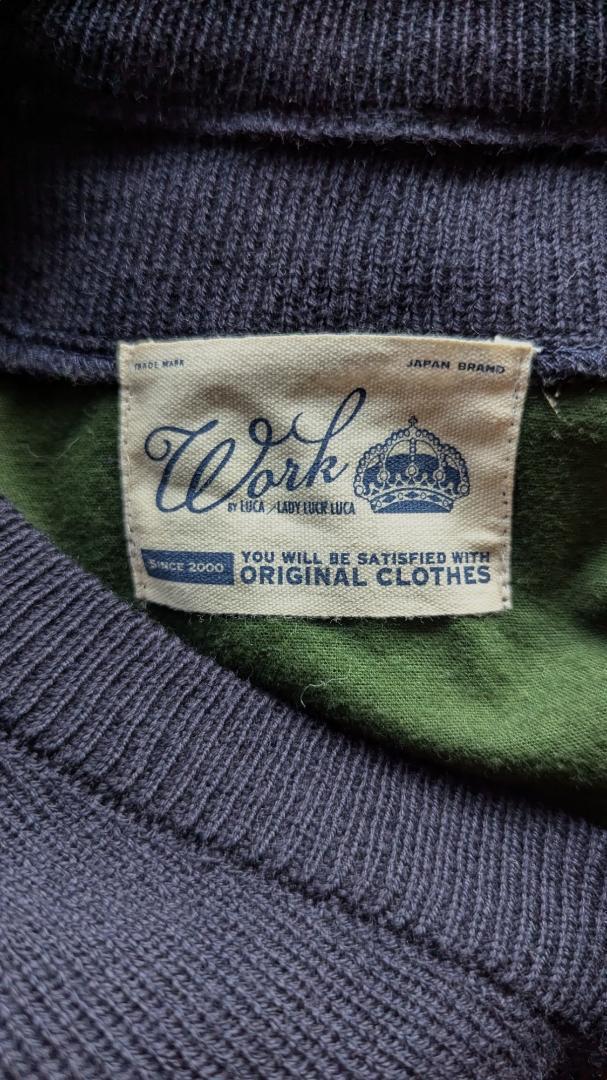 TRADE MARK
JAPAN BRAND
Work
BY LUCA / LADY LUCK LUCA
SINCE 2000
YOU WILL BE SATISFIED WITH
ORIGINAL CLOTHES